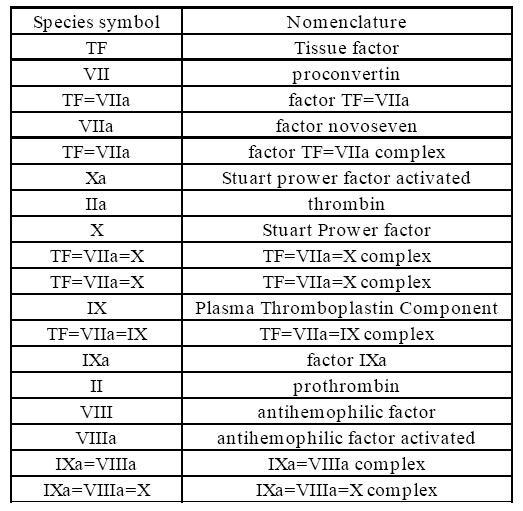 Species symbol Nomenclature
TF Tissue factor
VII proconvertin
TF=VIIa factor TF=VIIa
VIIa factor novoseven
TF=VIIa factor TF=VIIa complex
Xa Stuart prower factor activated
IIa thrombin
X Stuart Prower factor
TF=VIIa=X TF=VIIa=X complex
TF=VIIa=X TF=VIIa=X complex
IX Plasma Thromboplastin Component
TF=VIIa=IX TF=VIIa=IX complex
IXa factor IXa
II prothrombin
VIII antihemophilic factor
VIIIa antihemophilic factor activated
IXa=VIIIa IXa=VIIIa complex
IXa=VIIIa=X IXa=VIIIa=X complex